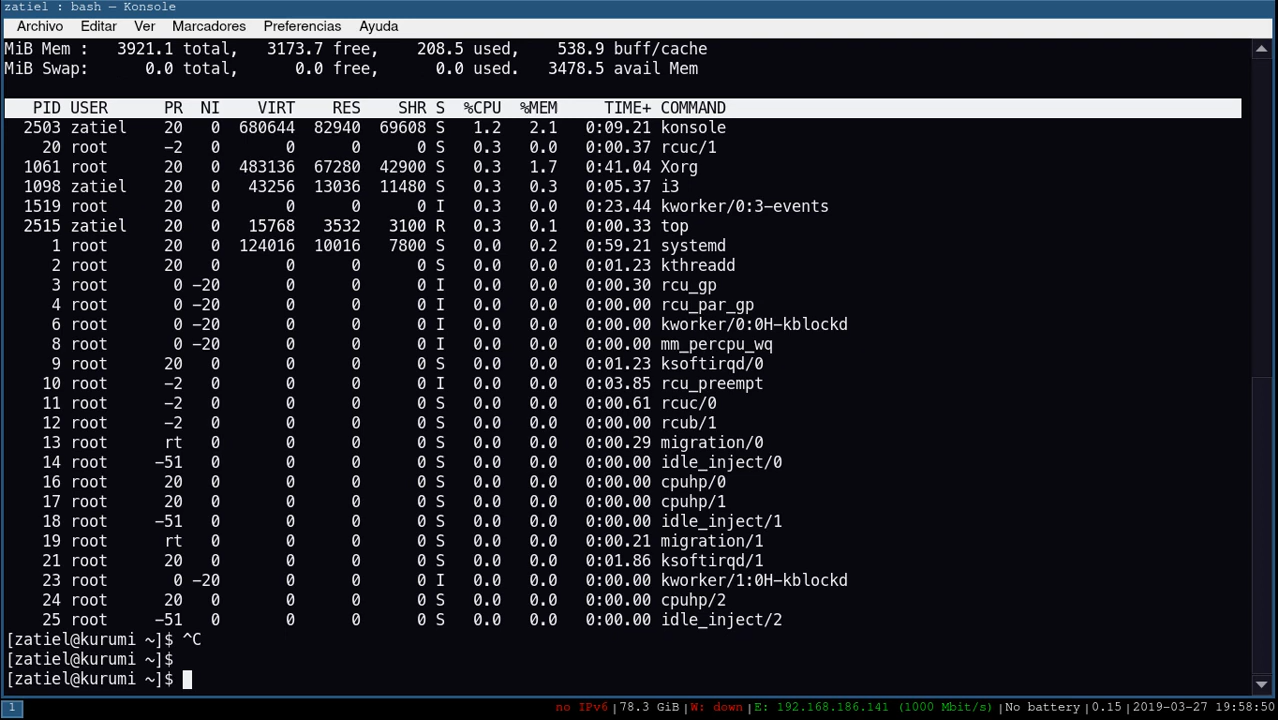 zatiel : bash — Konsole
Archivo Editar Ver Marcadores Preferencias Ayuda
MiB Mem : 3921.1 total, 3173.7 free, 208.5 used, 538.9 buff/cache
MiB Swap: 0.0 total, 0.0 free, 0.0 used. 3478.5 avail Mem
PID USER PR NI VIRT RES SHR S %CPU %MEM TIME+ COMMAND
2503 zatiel 20 0 680644 82940 69608 S 1.2 2.1 0:09.21 konsole
20 root -2 0 0 0 0 S 0.3 0.0 0:00.37 rcuc/1
1061 root 20 0 483136 67280 42900 S 0.3 1.7 0:41.04 Xorg
1098 zatiel 20 0 43256 13036 11480 S 0.3 0.3 0:05.37 i3
1519 root 20 0 0 0 0 I 0.3 0.0 0:23.44 kworker/0:3-events
2515 zatiel 20 0 15768 3532 3100 R 0.3 0.1 0:00.33 top
1 root 20 0 124016 10016 7800 S 0.0 0.2 0:59.21 systemd
2 root 20 0 0 0 0 S 0.0 0.0 0:01.23 kthreadd
3 root 0 -20 0 0 0 I 0.0 0.0 0:00.30 rcu_gp
4 root 0 -20 0 0 0 I 0.0 0.0 0:00.00 rcu_par_gp
6 root 0 -20 0 0 0 I 0.0 0.0 0:00.00 kworker/0:0H-kblockd
8 root 0 -20 0 0 0 I 0.0 0.0 0:00.00 mm_percpu_wq
9 root 20 0 0 0 0 S 0.0 0.0 0:01.23 ksoftirqd/0
10 root -2 0 0 0 0 I 0.0 0.0 0:03.85 rcu_preempt
11 root -2 0 0 0 0 S 0.0 0.0 0:00.61 rcuc/0
12 root -2 0 0 0 0 S 0.0 0.0 0:00.00 rcub/1
13 root rt 0 0 0 0 S 0.0 0.0 0:00.29 migration/0
14 root -51 0 0 0 0 S 0.0 0.0 0:00.00 idle_inject/0
16 root 20 0 0 0 0 S 0.0 0.0 0:00.00 cpuhp/0
17 root 20 0 0 0 0 S 0.0 0.0 0:00.00 cpuhp/1
18 root -51 0 0 0 0 S 0.0 0.0 0:00.00 idle_inject/1
19 root rt 0 0 0 0 S 0.0 0.0 0:00.21 migration/1
21 root 20 0 0 0 0 S 0.0 0.0 0:01.86 ksoftirqd/1
23 root 0 -20 0 0 0 I 0.0 0.0 0:00.00 kworker/1:0H-kblockd
24 root 20 0 0 0 0 S 0.0 0.0 0:00.00 cpuhp/2
25 root -51 0 0 0 0 S 0.0 0.0 0:00.00 idle_inject/2
[zatiel@kurumi ~]$ ^C
[zatiel@kurumi ~]$
[zatiel@kurumi ~]$
1 no IPv6|78.3 GiB|W: down|E: 192.168.186.141 (1000 Mbit/s)|No battery|0.15|2019-03-27 19:58:50